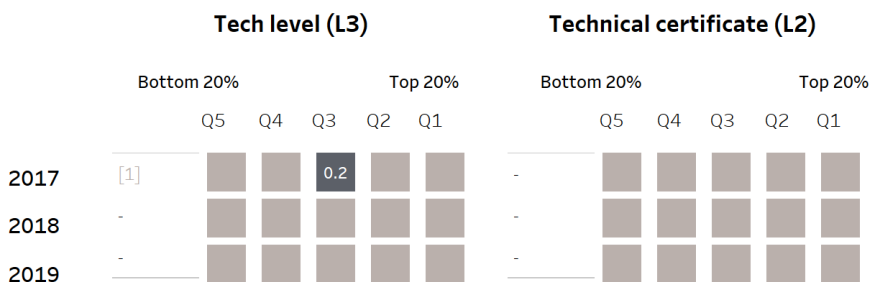 Tech level (L3) Technical certificate (L2)
Bottom 20% Top 20% Bottom 20% Top 20%
Q5 Q4 Q3 Q2 Q1 Q5 Q4 Q3 Q2 Q1
2017 [1] 0.2 -
2018 - -
2019 - -